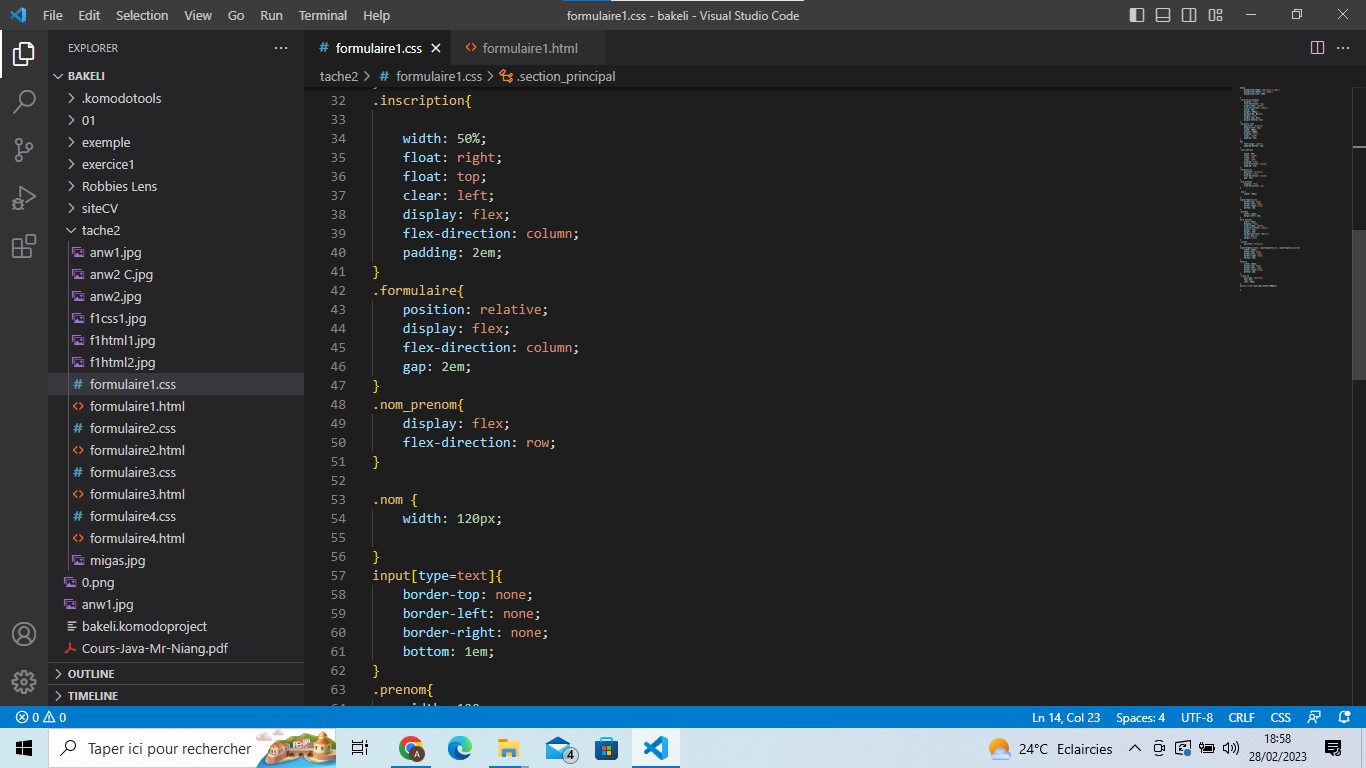 File Edit Selection View Go Run Terminal Help
formulaire1.css - bakeli - Visual Studio Code
EXPLORER
BAKELI
.komodotools
01
exemple
exercice1
Robbies Lens
siteCV
tache2
anw1.jpg
anw2 C.jpg
anw2.jpg
f1css1.jpg
f1html1.jpg
f1html2.jpg
formulaire1.css
formulaire1.html
formulaire2.css
formulaire2.html
formulaire3.css
formulaire3.html
formulaire4.css
formulaire4.html
migas.jpg
0.png
anw1.jpg
bakeli.komodoproject
Cours-Java-Mr-Niang.pdf
OUTLINE
TIMELINE
# formulaire1.css
<> formulaire1.html
tache2 > # formulaire1.css > .section_principal
32 .inscription{
33
34 width: 50%;
35 float: right;
36 float: top;
37 clear: left;
38 display: flex;
39 flex-direction: column;
40 padding: 2em;
41 }
42 .formulaire{
43 position: relative;
44 display: flex;
45 flex-direction: column;
46 gap: 2em;
47 }
48 .nom_prenom{
49 display: flex;
50 flex-direction: row;
51 }
52
53 .nom {
54 width: 120px;
55
56 }
57 input[type=text]{
58 border-top: none;
59 border-left: none;
60 border-right: none;
61 bottom: 1em;
62 }
63 .prenom{
0 0
Ln 14, Col 23 Spaces: 4 UTF-8 CRLF CSS
Taper ici pour rechercher
A
4
24°C Eclaircies
18:58
28/02/2023